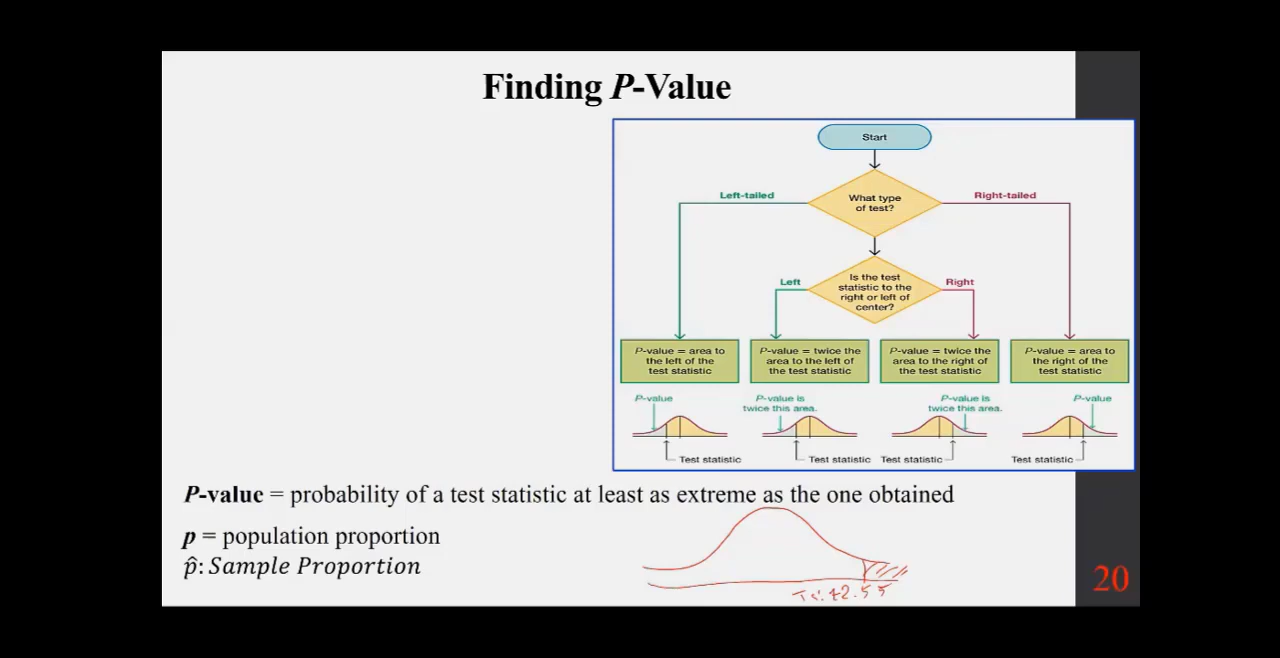 Finding P-Value
Start
What type
of test?
Left-tailed
Right-tailed
Is the test
statistic to the
right or left of
center?
Left
Right
P-value = area to
the left of the
test statistic
P-value = twice the
area to the left of
the test statistic
P-value = twice the
area to the right of
the test statistic
P-value = area to
the right of the
test statistic
P-value
P-value is
twice this area.
P-value is
twice this area.
P-value
Test statistic
Test statistic
Test statistic
Test statistic
P-value = probability of a test statistic at least as extreme as the one obtained
p = population proportion
p̂: Sample Proportion
+2.55
20